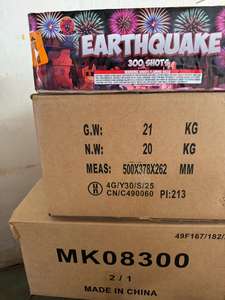 EARTHQUAKE
300 SHOTS
G.W: 21 KG
N.W: 20 KG
MEAS: 500X378X262 MM
4G/Y30/S/25
CN/C490060 PI:213
49F167/182/
MK08300
2 / 1
MADE IN CHINA